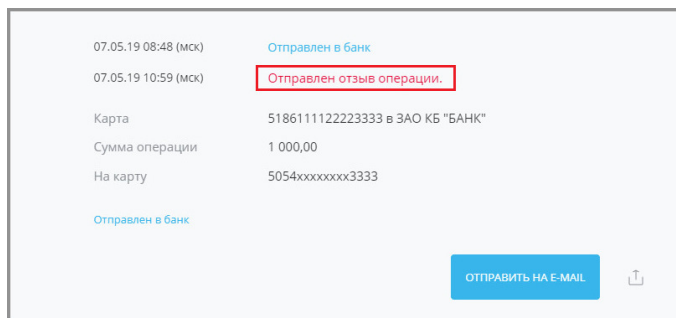 07.05.19 08:48 (мск) Отправлен в банк
07.05.19 10:59 (мск) Отправлен отзыв операции.
Карта 5186111122223333 в ЗАО КБ "БАНК"
Сумма операции 1 000,00
На карту 5054xxxxxxxx3333
Отправлен в банк
ОТПРАВИТЬ НА E-MAIL